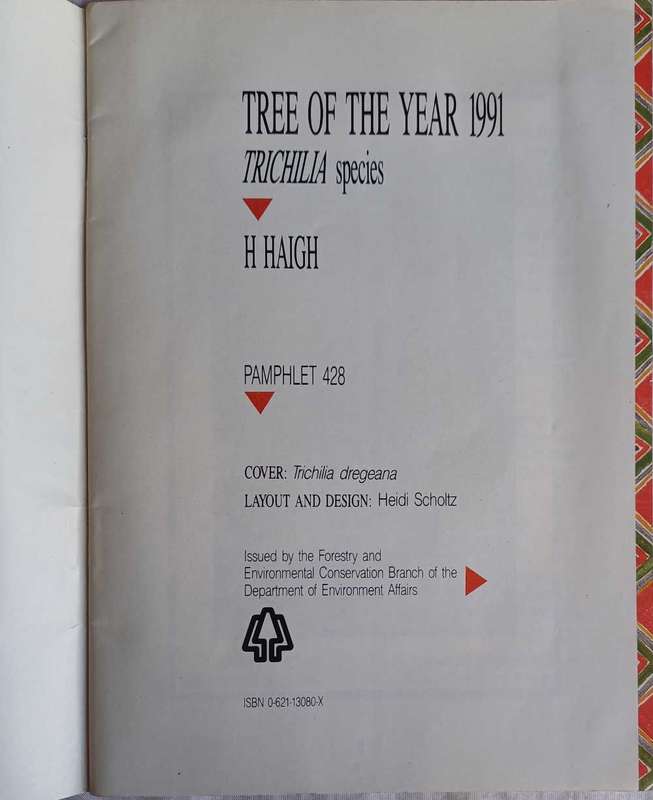 TREE OF THE YEAR 1991
TRICHILIA species
H HAIGH
PAMPHLET 428
COVER: Trichilia dregeana
LAYOUT AND DESIGN: Heidi Scholtz
Issued by the Forestry and
Environmental Conservation Branch of the
Department of Environment Affairs
ISBN 0-621-13080-X